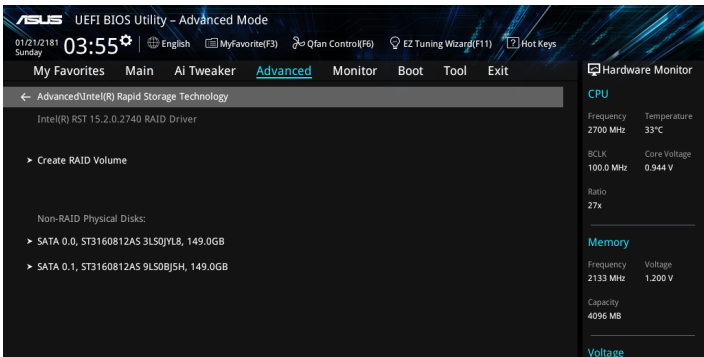 ASUS UEFI BIOS Utility – Advanced Mode
01/21/2181 Sunday 03:55 English MyFavorite(F3) Qfan Control(F6) EZ Tuning Wizard(F11) ? Hot Keys
My Favorites Main Ai Tweaker Advanced Monitor Boot Tool Exit
← Advanced\Intel(R) Rapid Storage Technology
Intel(R) RST 15.2.0.2740 RAID Driver
> Create RAID Volume
Non-RAID Physical Disks:
> SATA 0.0, ST3160812AS 3LS0JYL8, 149.0GB
> SATA 0.1, ST3160812AS 9LS0BJ5H, 149.0GB
Hardware Monitor
CPU
Frequency Temperature
2700 MHz 33°C
BCLK Core Voltage
100.0 MHz 0.944 V
Ratio
27x
Memory
Frequency Voltage
2133 MHz 1.200 V
Capacity
4096 MB
Voltage